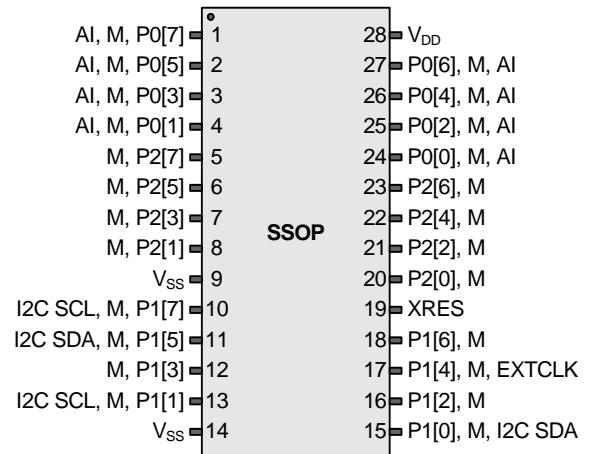 AI, M, P0[7] 1 28 VDD
AI, M, P0[5] 2 27 P0[6], M, AI
AI, M, P0[3] 3 26 P0[4], M, AI
AI, M, P0[1] 4 25 P0[2], M, AI
M, P2[7] 5 24 P0[0], M, AI
M, P2[5] 6 23 P2[6], M
M, P2[3] 7 22 P2[4], M
SSOP
M, P2[1] 8 21 P2[2], M
VSS 9 20 P2[0], M
I2C SCL, M, P1[7] 10 19 XRES
I2C SDA, M, P1[5] 11 18 P1[6], M
M, P1[3] 12 17 P1[4], M, EXTCLK
I2C SCL, M, P1[1] 13 16 P1[2], M
VSS 14 15 P1[0], M, I2C SDA